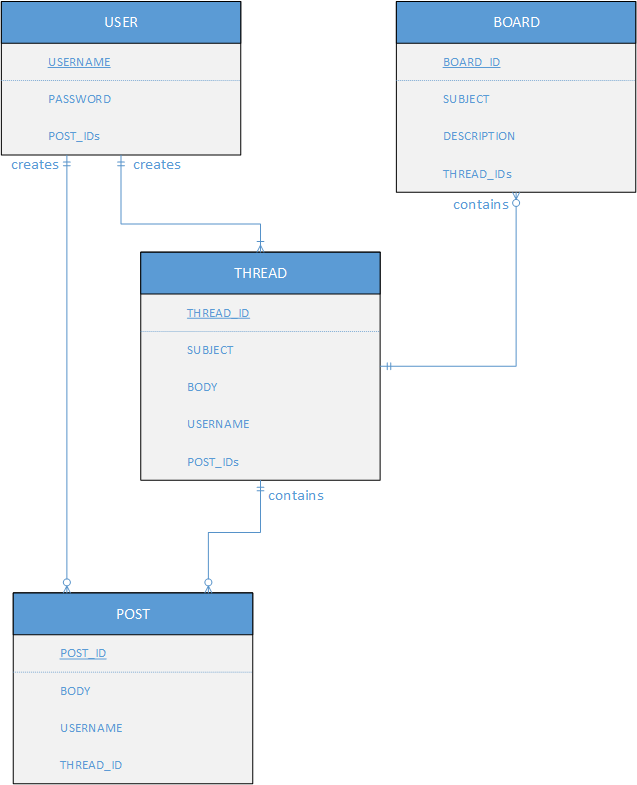 USER
USERNAME
PASSWORD
POST_IDs
creates
creates
BOARD
BOARD_ID
SUBJECT
DESCRIPTION
THREAD_IDs
contains
THREAD
THREAD_ID
SUBJECT
BODY
USERNAME
POST_IDs
contains
POST
POST_ID
BODY
USERNAME
THREAD_ID